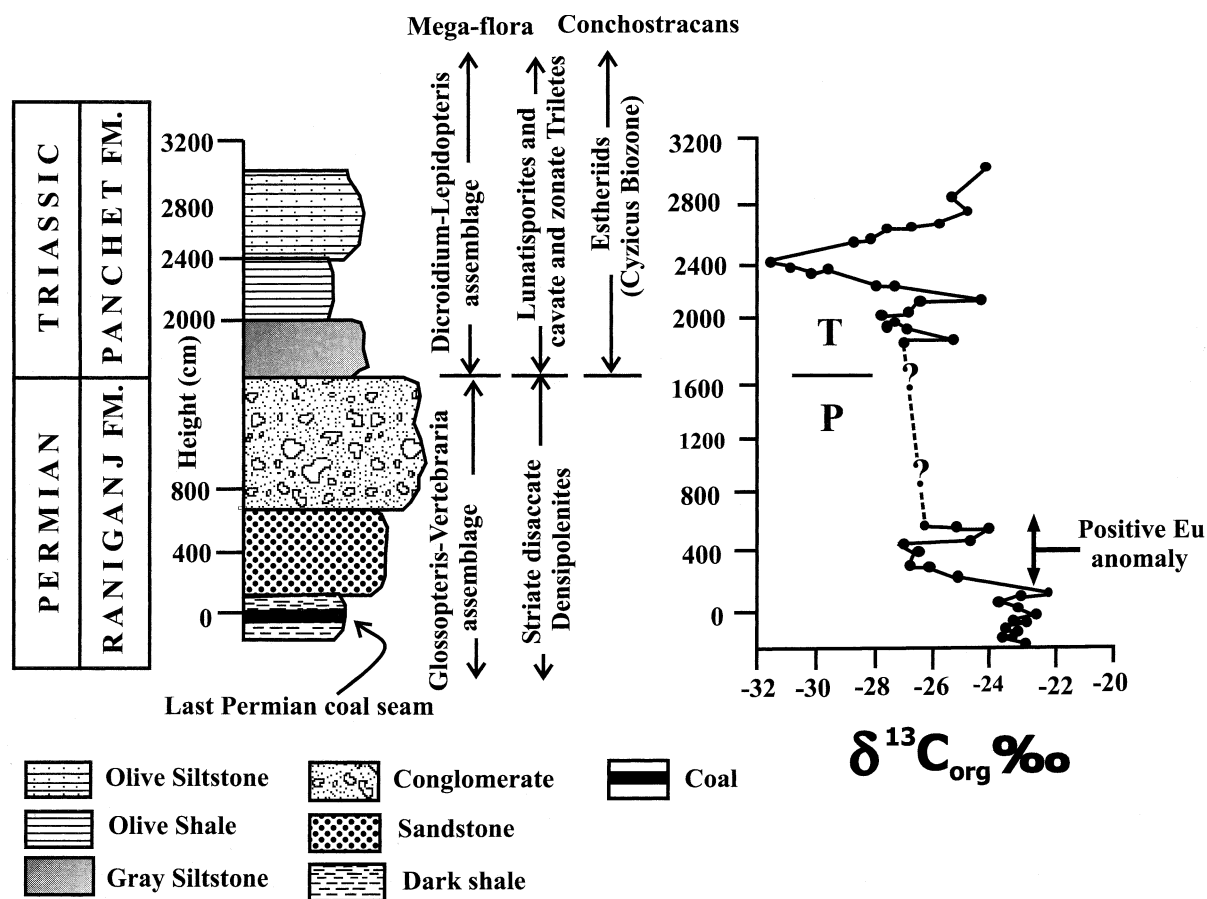 Mega-flora
Conchostracans
TRIASSIC
PANCHET FM.
PERMIAN
RANIGANJ FM.
Height (cm)
3200
2800
2400
2000
800
400
0
Dicroidium-Lepidopteris
assemblage
Lunatisporites and
cavate and zonate Triletes
Estheriids
(Cyzicus Biozone)
Glossopteris-Vertebraria
assemblage
Striate disaccate
Densipolenites
Last Permian coal seam
3200
2800
2400
2000
1600
1200
800
400
0
T
P
?
?
Positive Eu
anomaly
-32 -30 -28 -26 -24 -22 -20
δ¹³Corg‰
Olive Siltstone
Olive Shale
Gray Siltstone
Conglomerate
Sandstone
Dark shale
Coal